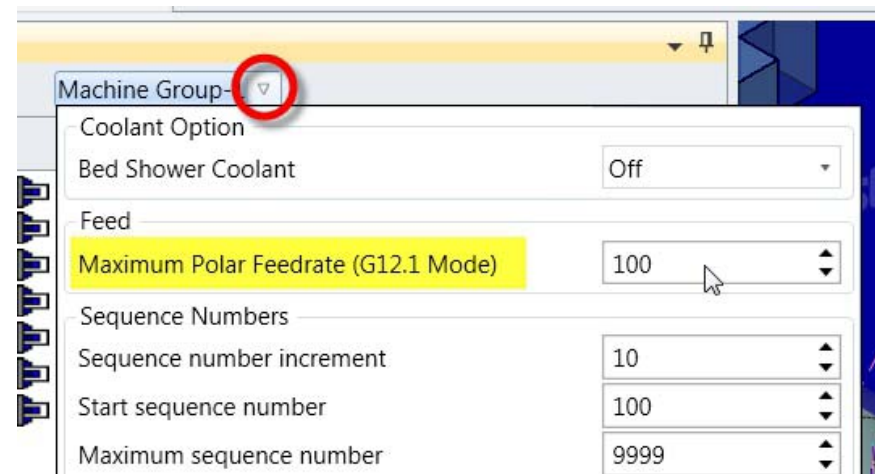 Machine Group-
Coolant Option
Bed Shower Coolant Off
Feed
Maximum Polar Feedrate (G12.1 Mode) 100
Sequence Numbers
Sequence number increment 10
Start sequence number 100
Maximum sequence number 9999